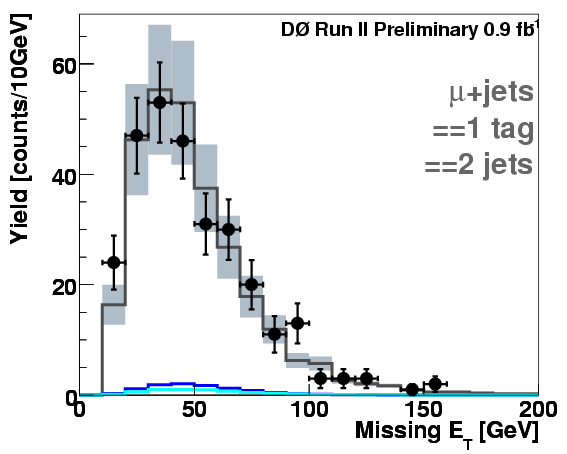 DØ Run II Preliminary 0.9 fb⁻¹
μ+jets
==1 tag
==2 jets
Yield [counts/10GeV]
60
40
20
0
0 50 100 150 200
Missing E_T [GeV]